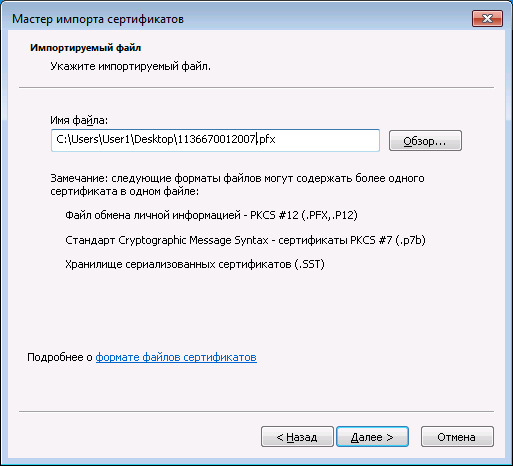 Мастер импорта сертификатов
Импортируемый файл
Укажите импортируемый файл.
Имя файла:
C:\Users\User1\Desktop\1136670012007.pfx
Обзор...
Замечание: следующие форматы файлов могут содержать более одного
сертификата в одном файле:
Файл обмена личной информацией - PKCS #12 (.PFX,.P12)
Стандарт Cryptographic Message Syntax - сертификаты PKCS #7 (.p7b)
Хранилище сериализованных сертификатов (.SST)
Подробнее о формате файлов сертификатов
< Назад
Далее >
Отмена